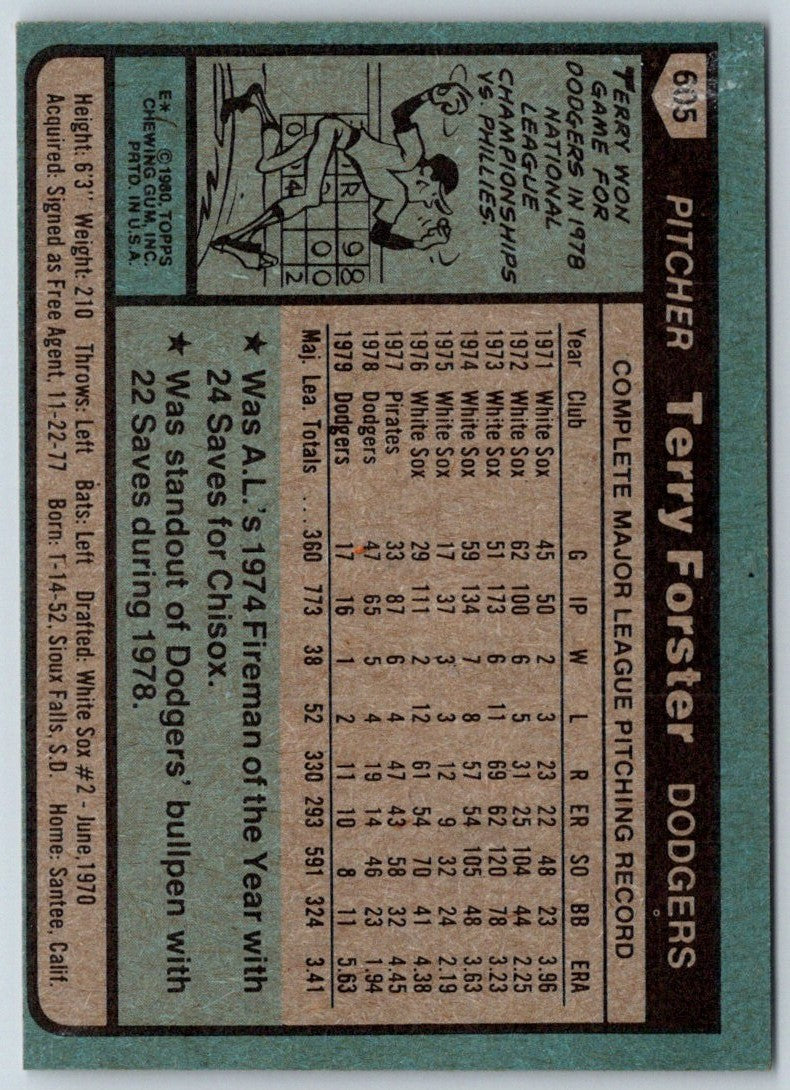 605 PITCHER Terry Forster DODGERS
TERRY WON
GAME FOR
DODGERS IN 1978
NATIONAL
LEAGUE
CHAMPIONSHIPS
VS. PHILLIES.
E* © 1980, TOPPS
CHEWING GUM, INC.
PRTD. IN U.S.A.
COMPLETE MAJOR LEAGUE PITCHING RECORD
Year Club G IP W L R ER SO BB ERA
1971 White Sox 45 50 2 3 23 22 48 23 3.96
1972 White Sox 62 100 6 5 31 25 104 44 2.25
1973 White Sox 51 173 6 11 69 62 120 78 3.23
1974 White Sox 59 134 7 8 57 54 105 48 3.63
1975 White Sox 17 37 3 3 12 9 32 24 2.19
1976 White Sox 29 111 2 12 61 54 70 41 4.38
1977 Pirates 33 87 6 4 47 43 58 32 4.45
1978 Dodgers 47 65 5 4 19 14 46 23 1.94
1979 Dodgers 17 16 1 2 11 10 8 11 5.63
Maj. Lea. Totals ... 360 773 38 52 330 293 591 324 3.41
★ Was A.L.'s 1974 Fireman of the Year with
24 Saves for Chisox.
★ Was standout of Dodgers' bullpen with
22 Saves during 1978.
Height: 6'3" Weight: 210 Throws: Left Bats: Left Drafted: White Sox #2 - June, 1970
Acquired: Signed as Free Agent, 11-22-77 Born: 1-14-52, Sioux Falls, S.D. Home: Santee, Calif.